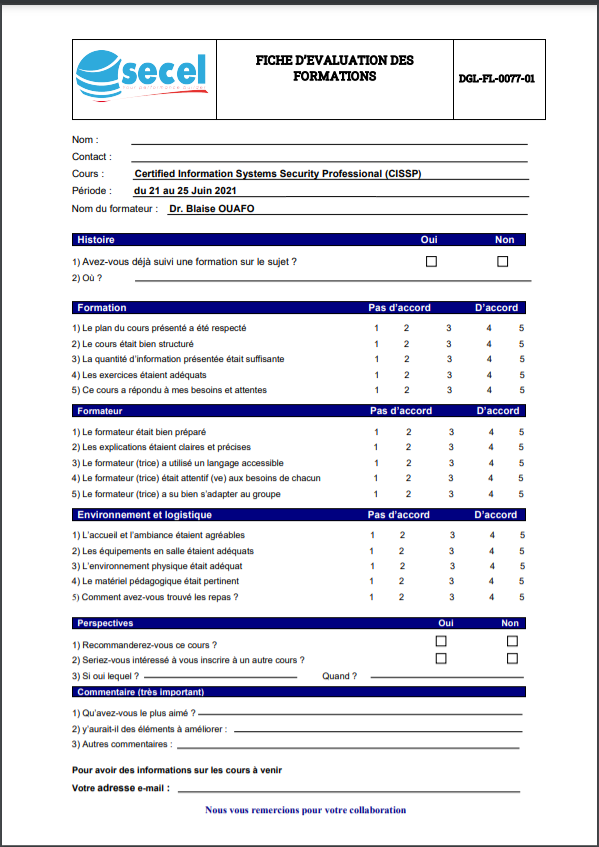 secel
FICHE D'EVALUATION DES
FORMATIONS
DGL-FL-0077-01
Nom :
Contact :
Cours : Certified Information Systems Security Professional (CISSP)
Période : du 21 au 25 Juin 2021
Nom du formateur : Dr. Blaise OUAFO
Histoire Oui Non
1) Avez-vous déjà suivi une formation sur le sujet ?
2) Où ?
Formation Pas d'accord D'accord
1) Le plan du cours présenté a été respecté 1 2 3 4 5
2) Le cours était bien structuré 1 2 3 4 5
3) La quantité d'information présentée était suffisante 1 2 3 4 5
4) Les exercices étaient adéquats 1 2 3 4 5
5) Ce cours a répondu à mes besoins et attentes 1 2 3 4 5
Formateur Pas d'accord D'accord
1) Le formateur était bien préparé 1 2 3 4 5
2) Les explications étaient claires et précises 1 2 3 4 5
3) Le formateur (trice) a utilisé un langage accessible 1 2 3 4 5
4) Le formateur (trice) était attentif (ve) aux besoins de chacun 1 2 3 4 5
5) Le formateur (trice) a su bien s'adapter au groupe 1 2 3 4 5
Environnement et logistique Pas d'accord D'accord
1) L'accueil et l'ambiance étaient agréables 1 2 3 4 5
2) Les équipements en salle étaient adéquats 1 2 3 4 5
3) L'environnement physique était adéquat 1 2 3 4 5
4) Le matériel pédagogique était pertinent 1 2 3 4 5
5) Comment avez-vous trouvé les repas ? 1 2 3 4 5
Perspectives Oui Non
1) Recommanderez-vous ce cours ?
2) Seriez-vous intéressé à vous inscrire à un autre cours ?
3) Si oui lequel ? Quand ?
Commentaire (très important)
1) Qu'avez-vous le plus aimé ?
2) y'aurait-il des éléments à améliorer :
3) Autres commentaires :
Pour avoir des informations sur les cours à venir
Votre adresse e-mail :
Nous vous remercions pour votre collaboration